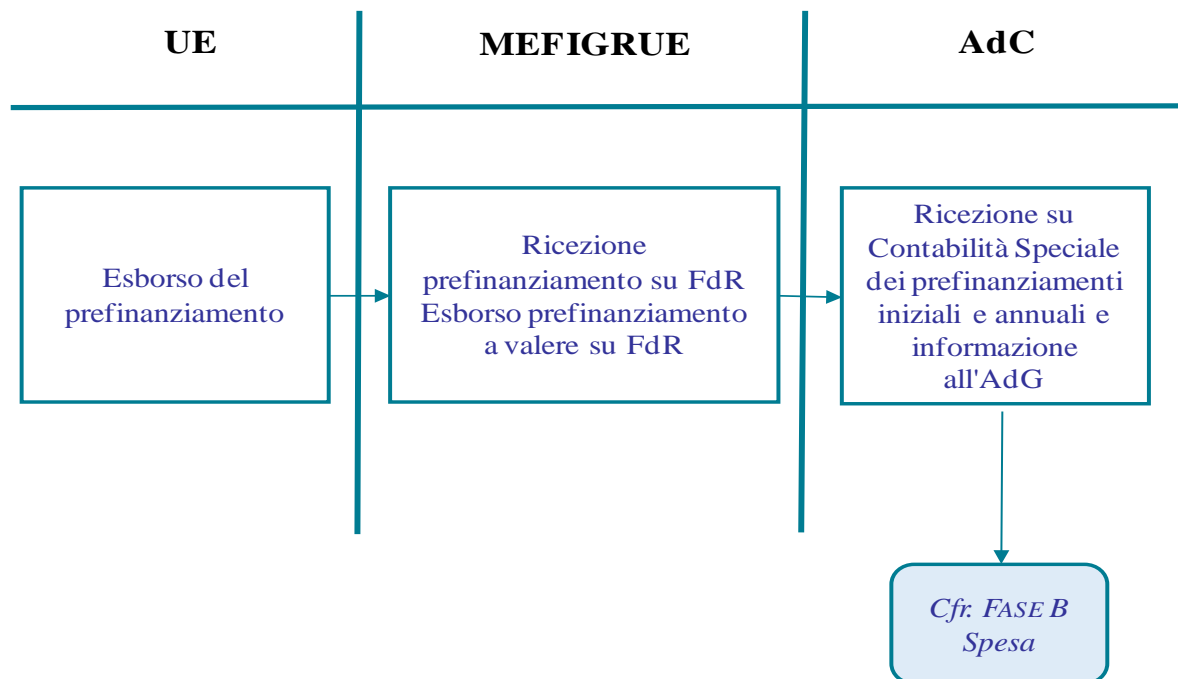 UE
MEFIGRUE
AdC
Esborso del
prefinanziamento
Ricezione
prefinanziamento su FdR
Esborso prefinanziamento
a valere su FdR
Ricezione su
Contabilità Speciale
dei prefinanziamenti
iniziali e annuali e
informazione
all'AdG
Cfr. FASE B
Spesa